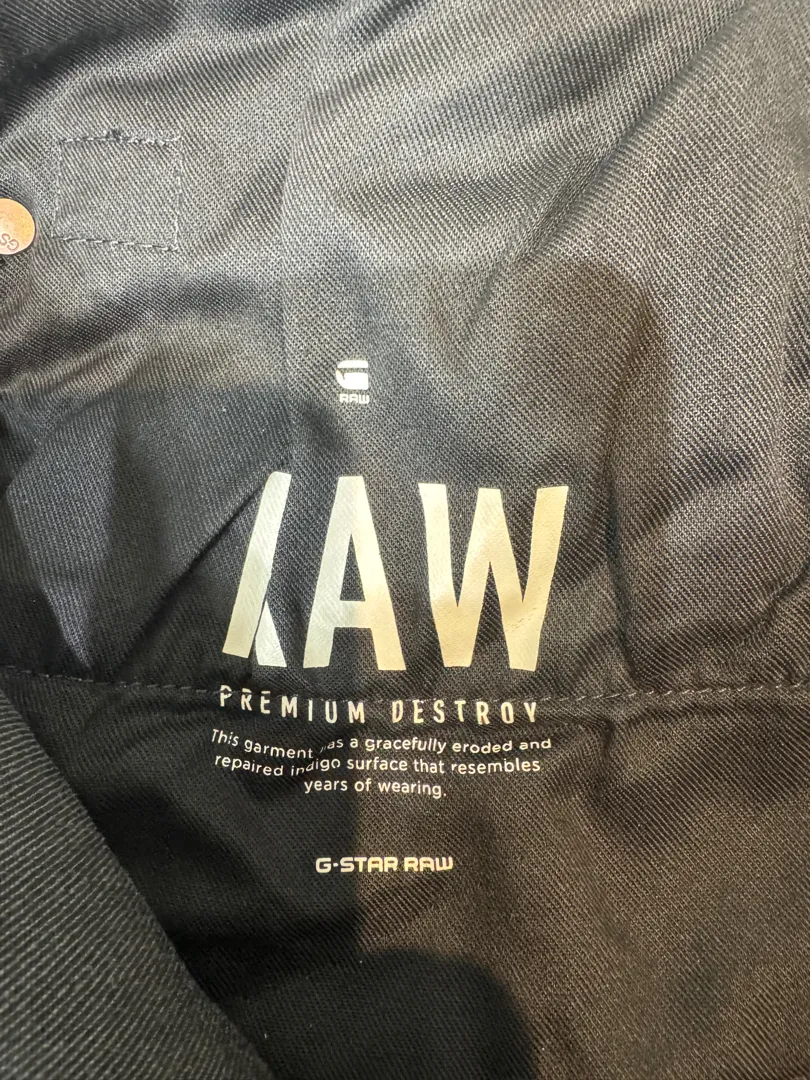 RAW
RAW
PREMIUM DESTROY
This garment has a gracefully eroded and
repaired indigo surface that resembles
years of wearing.
G-STAR RAW
GS